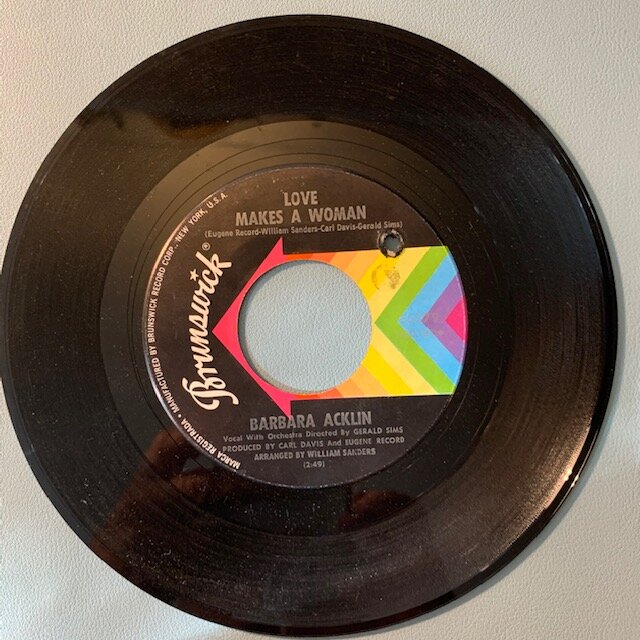 LOVE
MAKES A WOMAN
(Eugene Record-William Sanders-Carl Davis-Gerald Sims)
Brunswick®
MARCA REGISTRADA • MANUFACTURED BY BRUNSWICK RECORD CORP., NEW YORK, U.S.A.
BARBARA ACKLIN
Vocal With Orchestra Directed By GERALD SIMS
PRODUCED BY CARL DAVIS And EUGENE RECORD
ARRANGED BY WILLIAM SANDERS
(2:49)